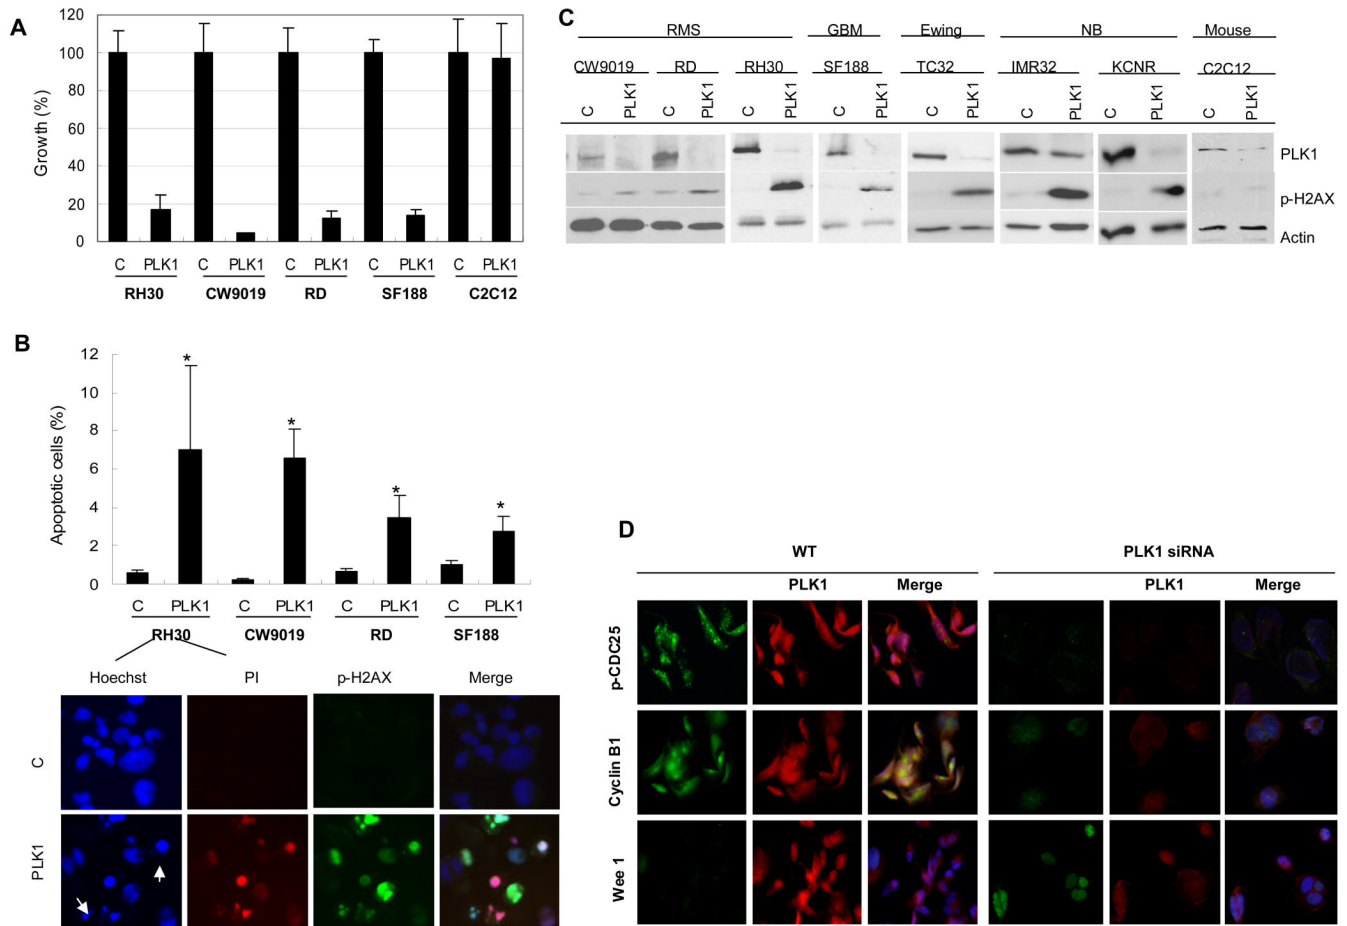 A
Growth (%)
120
100
80
60
40
20
0
C PLK1 C PLK1 C PLK1 C PLK1 C PLK1
RH30 CW9019 RD SF188 C2C12
B
Apoptotic cells (%)
12
10
8
6
4
2
0
* * * *
C PLK1 C PLK1 C PLK1 C PLK1
RH30 CW9019 RD SF188
Hoechst PI p-H2AX Merge
C
PLK1
C
RMS GBM Ewing NB Mouse
CW9019 RD RH30 SF188 TC32 IMR32 KCNR C2C12
C PLK1 C PLK1 C PLK1 C PLK1 C PLK1 C PLK1 C PLK1 C PLK1
PLK1
p-H2AX
Actin
D
WT PLK1 siRNA
PLK1 Merge PLK1 Merge
p-CDC25
Cyclin B1
Wee 1